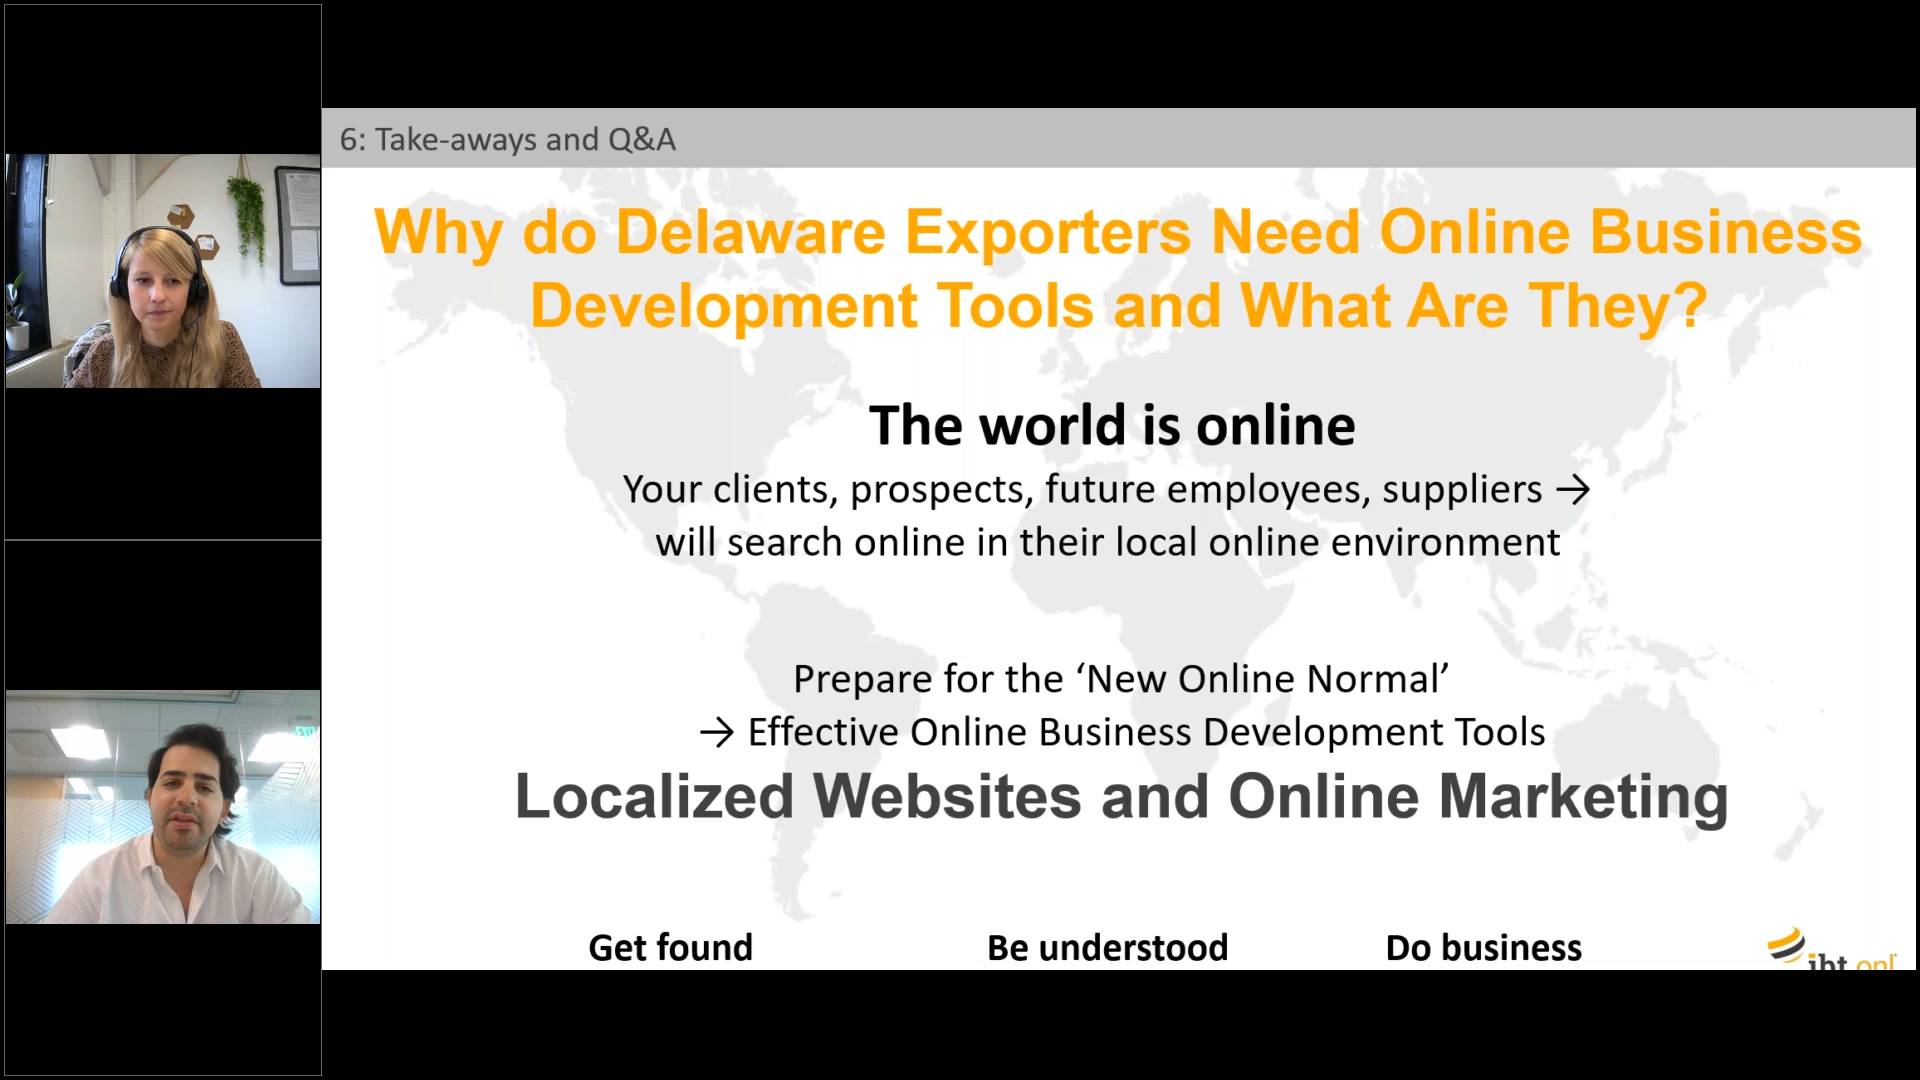 6: Take-aways and Q&A
Why do Delaware Exporters Need Online Business
Development Tools and What Are They?
The world is online
Your clients, prospects, future employees, suppliers →
will search online in their local online environment
Prepare for the ‘New Online Normal’
→ Effective Online Business Development Tools
Localized Websites and Online Marketing
Get found Be understood Do business
ibt onl